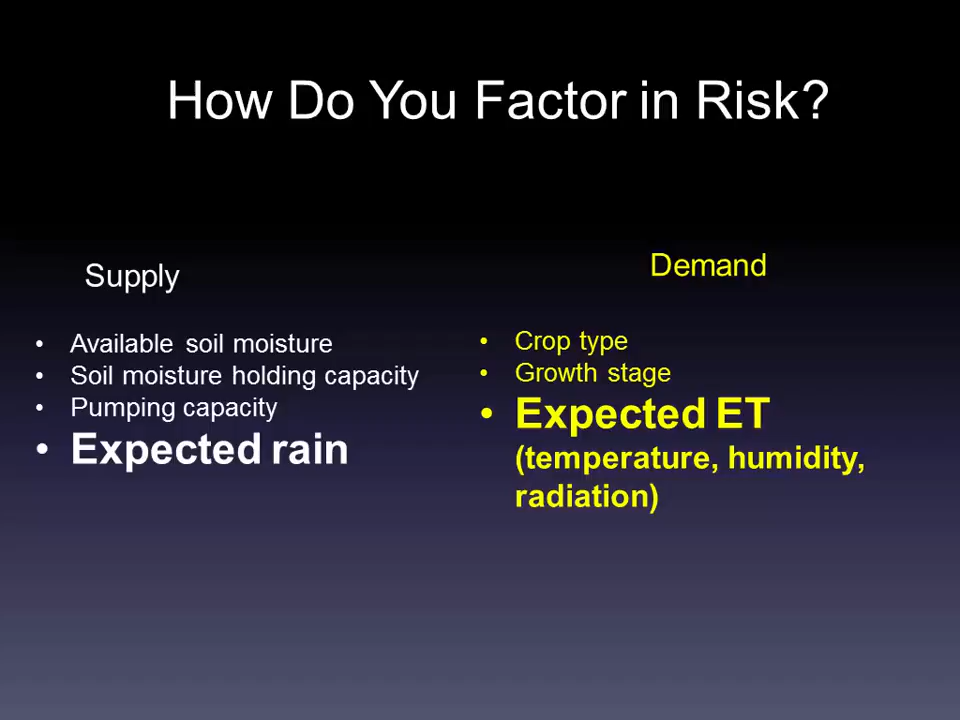 How Do You Factor in Risk?
Supply
• Available soil moisture
• Soil moisture holding capacity
• Pumping capacity
• Expected rain
Demand
• Crop type
• Growth stage
• Expected ET
(temperature, humidity,
radiation)